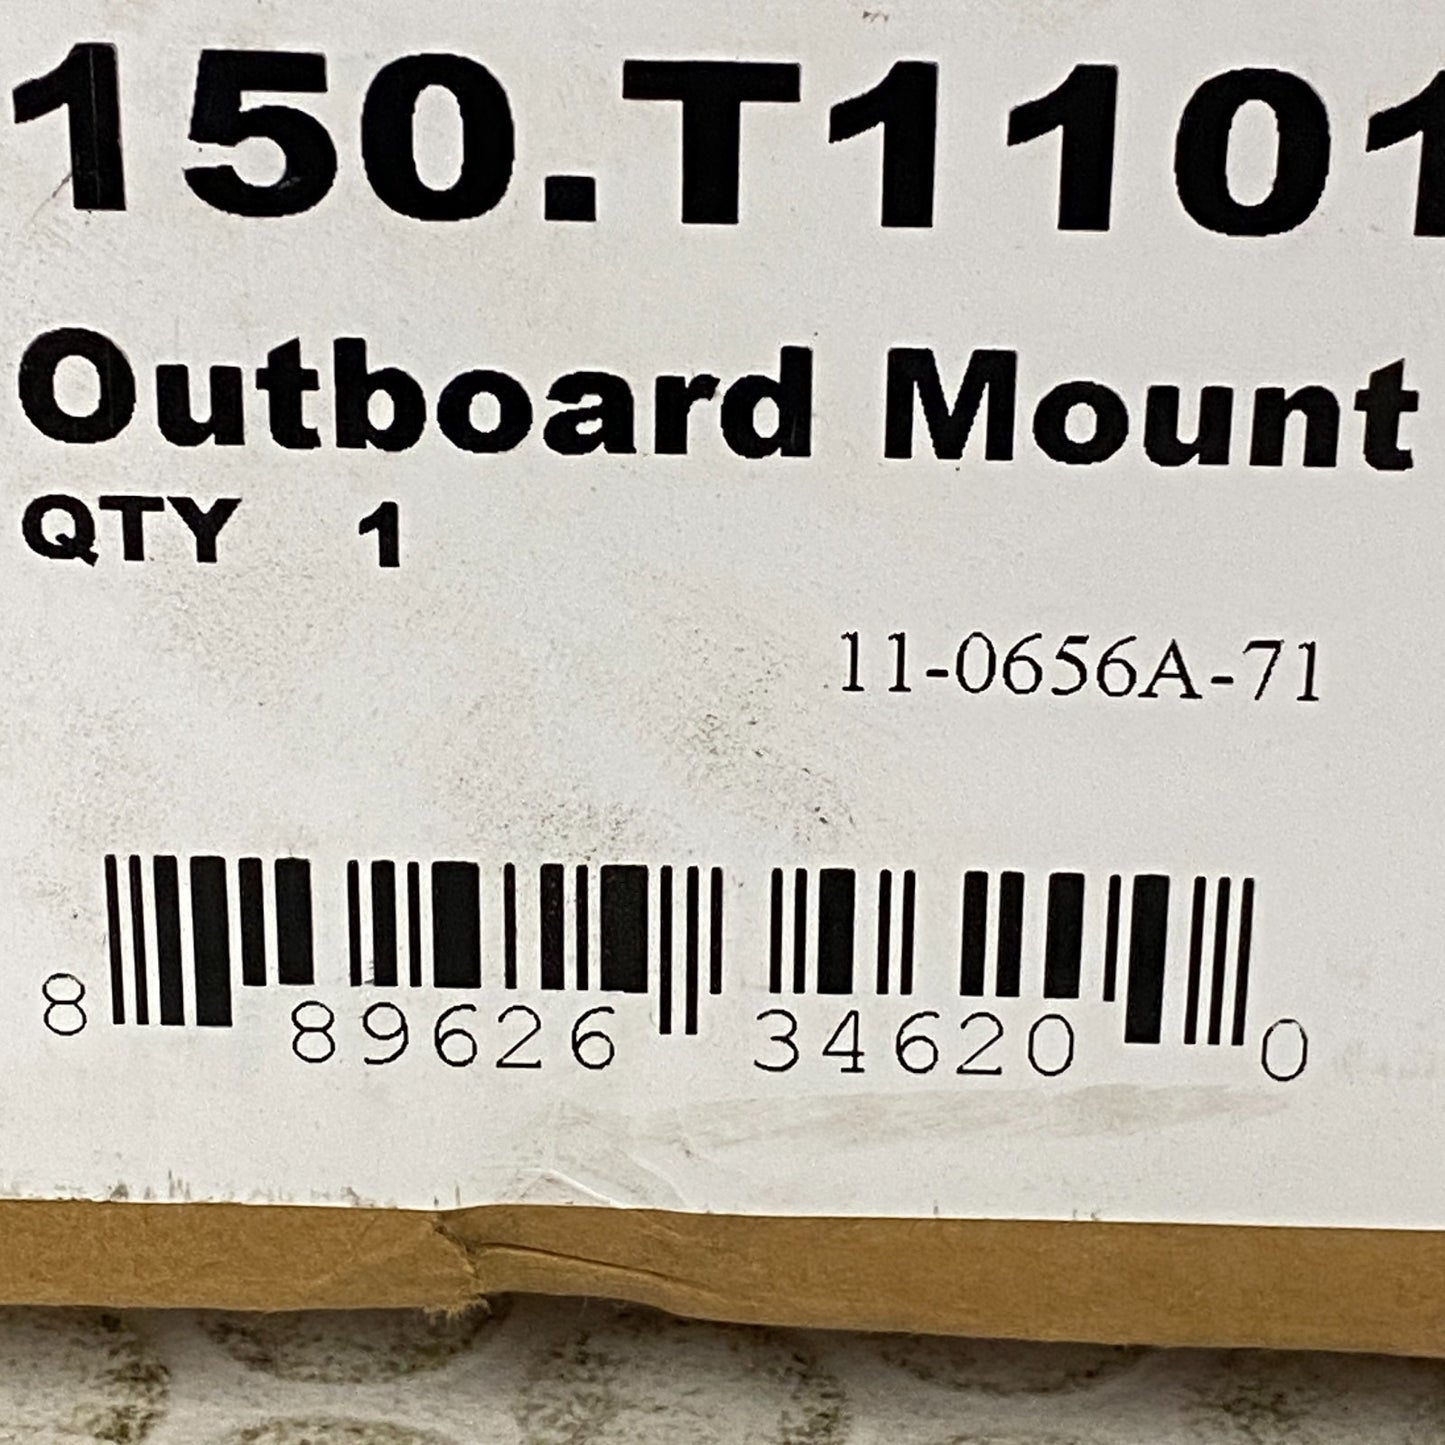 150.T1101
Outboard Mount
QTY 1
11-0656A-71
8 89626 34620 0